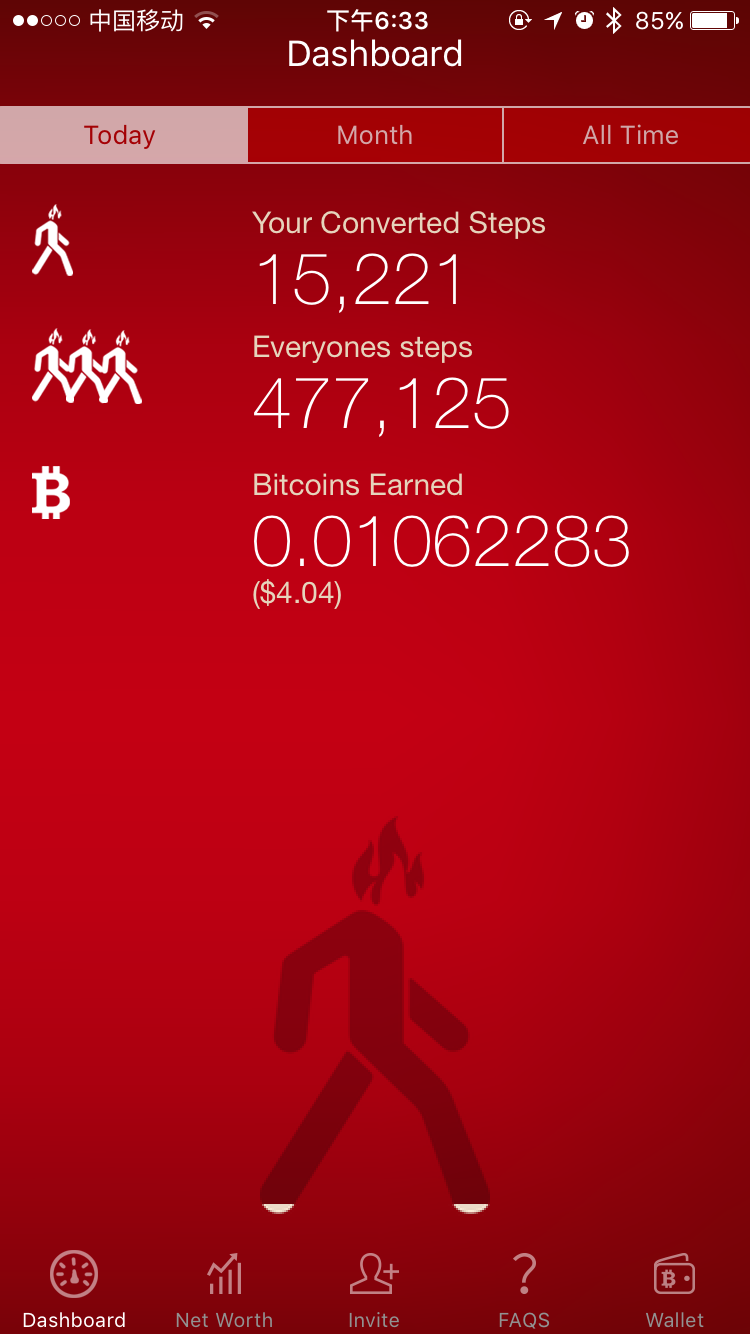 中国移动 下午6:33 85%
Dashboard
Today Month All Time
Your Converted Steps
15,221
Everyones steps
477,125
Bitcoins Earned
0.01062283
($4.04)
Dashboard Net Worth Invite FAQS Wallet